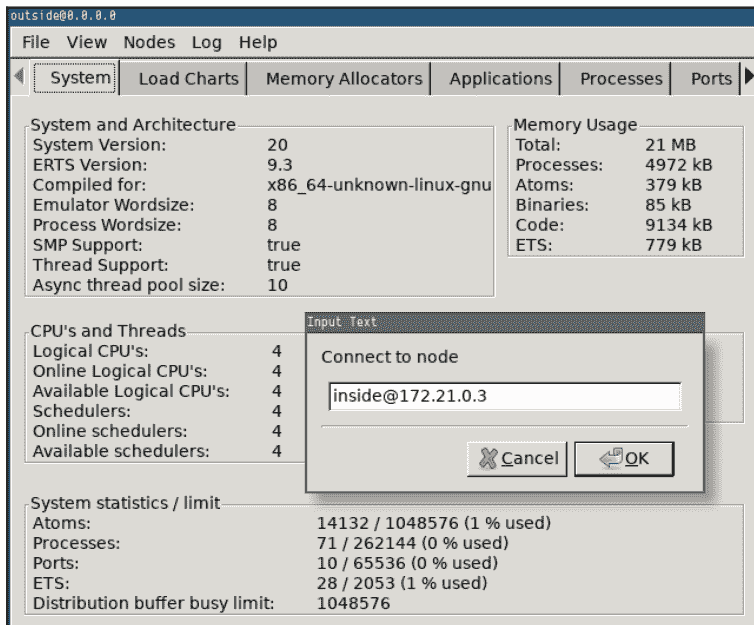 outside@0.0.0.0
File View Nodes Log Help
System Load Charts Memory Allocators Applications Processes Ports
System and Architecture
System Version: 20
ERTS Version: 9.3
Compiled for: x86_64-unknown-linux-gnu
Emulator Wordsize: 8
Process Wordsize: 8
SMP Support: true
Thread Support: true
Async thread pool size: 10
Memory Usage
Total: 21 MB
Processes: 4972 kB
Atoms: 379 kB
Binaries: 85 kB
Code: 9134 kB
ETS: 779 kB
CPU's and Threads
Logical CPU's: 4
Online Logical CPU's: 4
Available Logical CPU's: 4
Schedulers: 4
Online schedulers: 4
Available schedulers: 4
Input Text
Connect to node
inside@172.21.0.3
Cancel OK
System statistics / limit
Atoms: 14132 / 1048576 (1 % used)
Processes: 71 / 262144 (0 % used)
Ports: 10 / 65536 (0 % used)
ETS: 28 / 2053 (1 % used)
Distribution buffer busy limit: 1048576